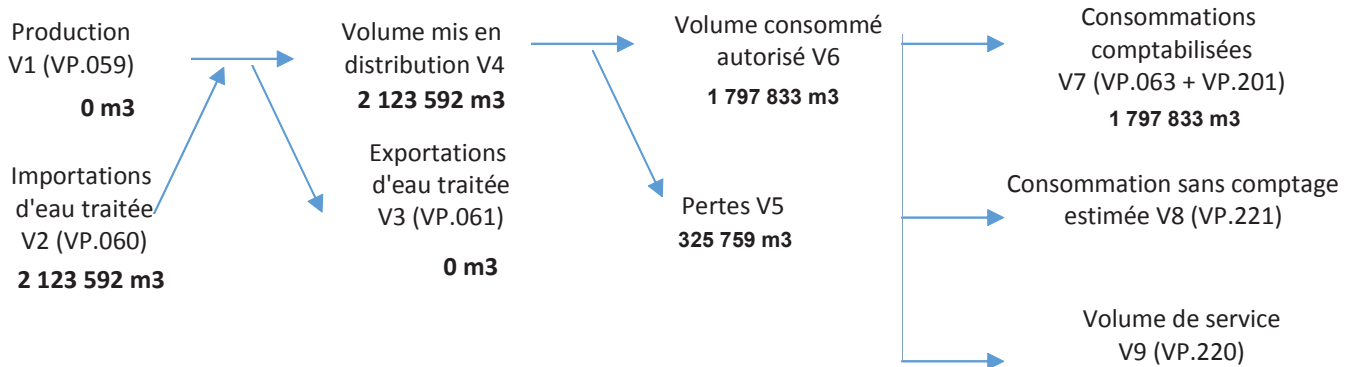 Production
V1 (VP.059)
0 m3
Importations
d'eau traitée
V2 (VP.060)
2 123 592 m3
Volume mis en
distribution V4
2 123 592 m3
Exportations
d'eau traitée
V3 (VP.061)
0 m3
Volume consommé
autorisé V6
1 797 833 m3
Pertes V5
325 759 m3
Consommations
comptabilisées
V7 (VP.063 + VP.201)
1 797 833 m3
Consommation sans comptage
estimée V8 (VP.221)
Volume de service
V9 (VP.220)